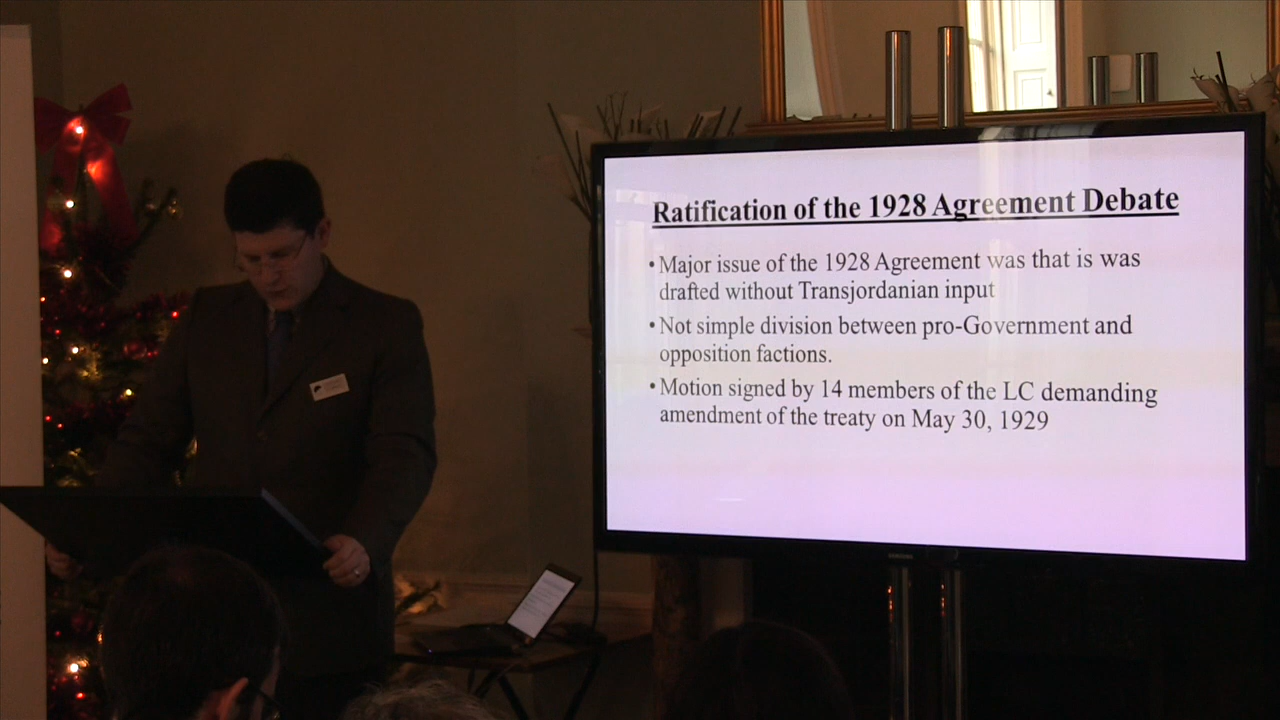 Ratification of the 1928 Agreement Debate
•Major issue of the 1928 Agreement was that is was
drafted without Transjordanian input
•Not simple division between pro-Government and
opposition factions.
•Motion signed by 14 members of the LC demanding
amendment of the treaty on May 30, 1929
SAMSUNG